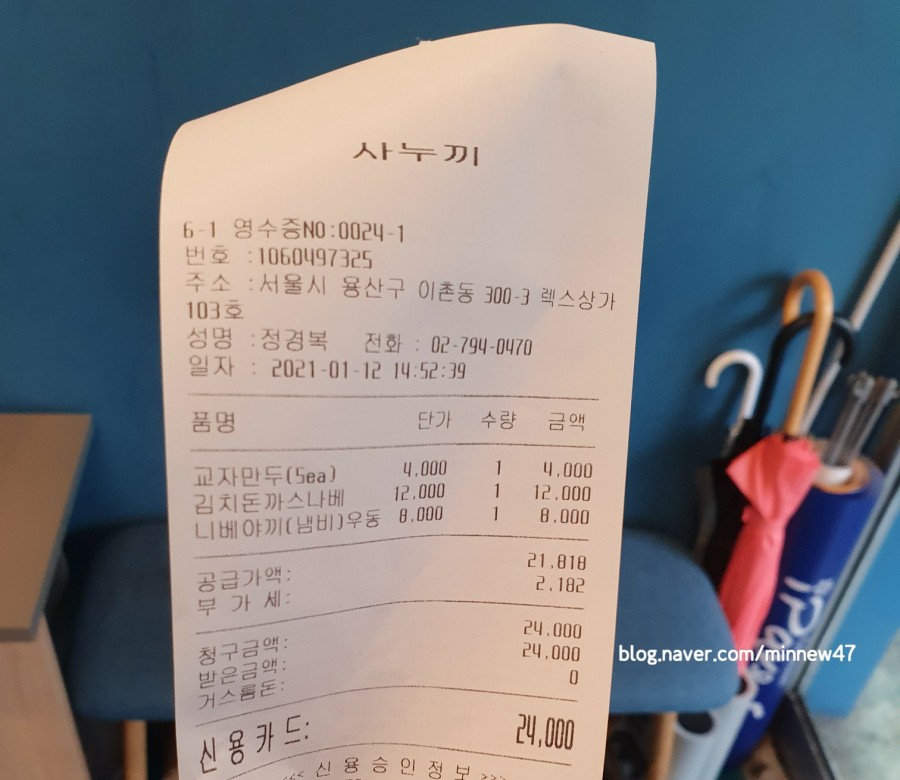 사누끼
6-1 영수증NO:0024-1
번호 :1060497325
주소 :서울시 용산구 이촌동 300-3 렉스상가
103호
성명 :정경복 전화 : 02-794-0470
일자 : 2021-01-12 14:52:39
품명 단가 수량 금액
교자만두(5ea) 4,000 1 4,000
김치돈까스나베 12,000 1 12,000
니베야끼(냄비)우동 8,000 1 8,000
공급가액: 21,818
부 가 세: 2,182
청구금액: 24,000
받은금액: 24,000
거스름돈: 0
신용카드: 24,000
<<< 신 용 승 인 정 보 >>>
blog.naver.com/minnew47